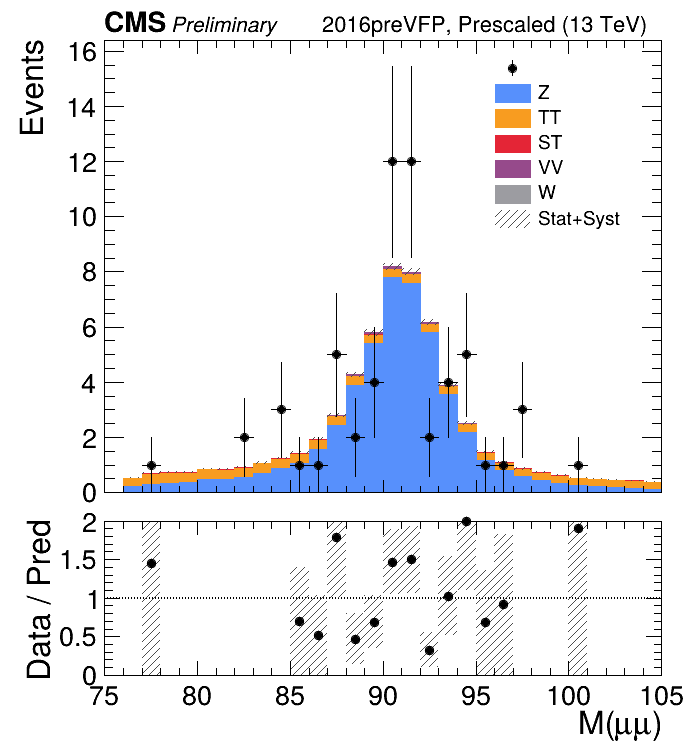 CMS Preliminary 2016preVFP, Prescaled (13 TeV)
Events
16
14
12
10
8
6
4
2
0
Z
TT
ST
VV
W
Stat+Syst
Data / Pred
2
1.5
1
0.5
0
75 80 85 90 95 100 105
M(μμ)